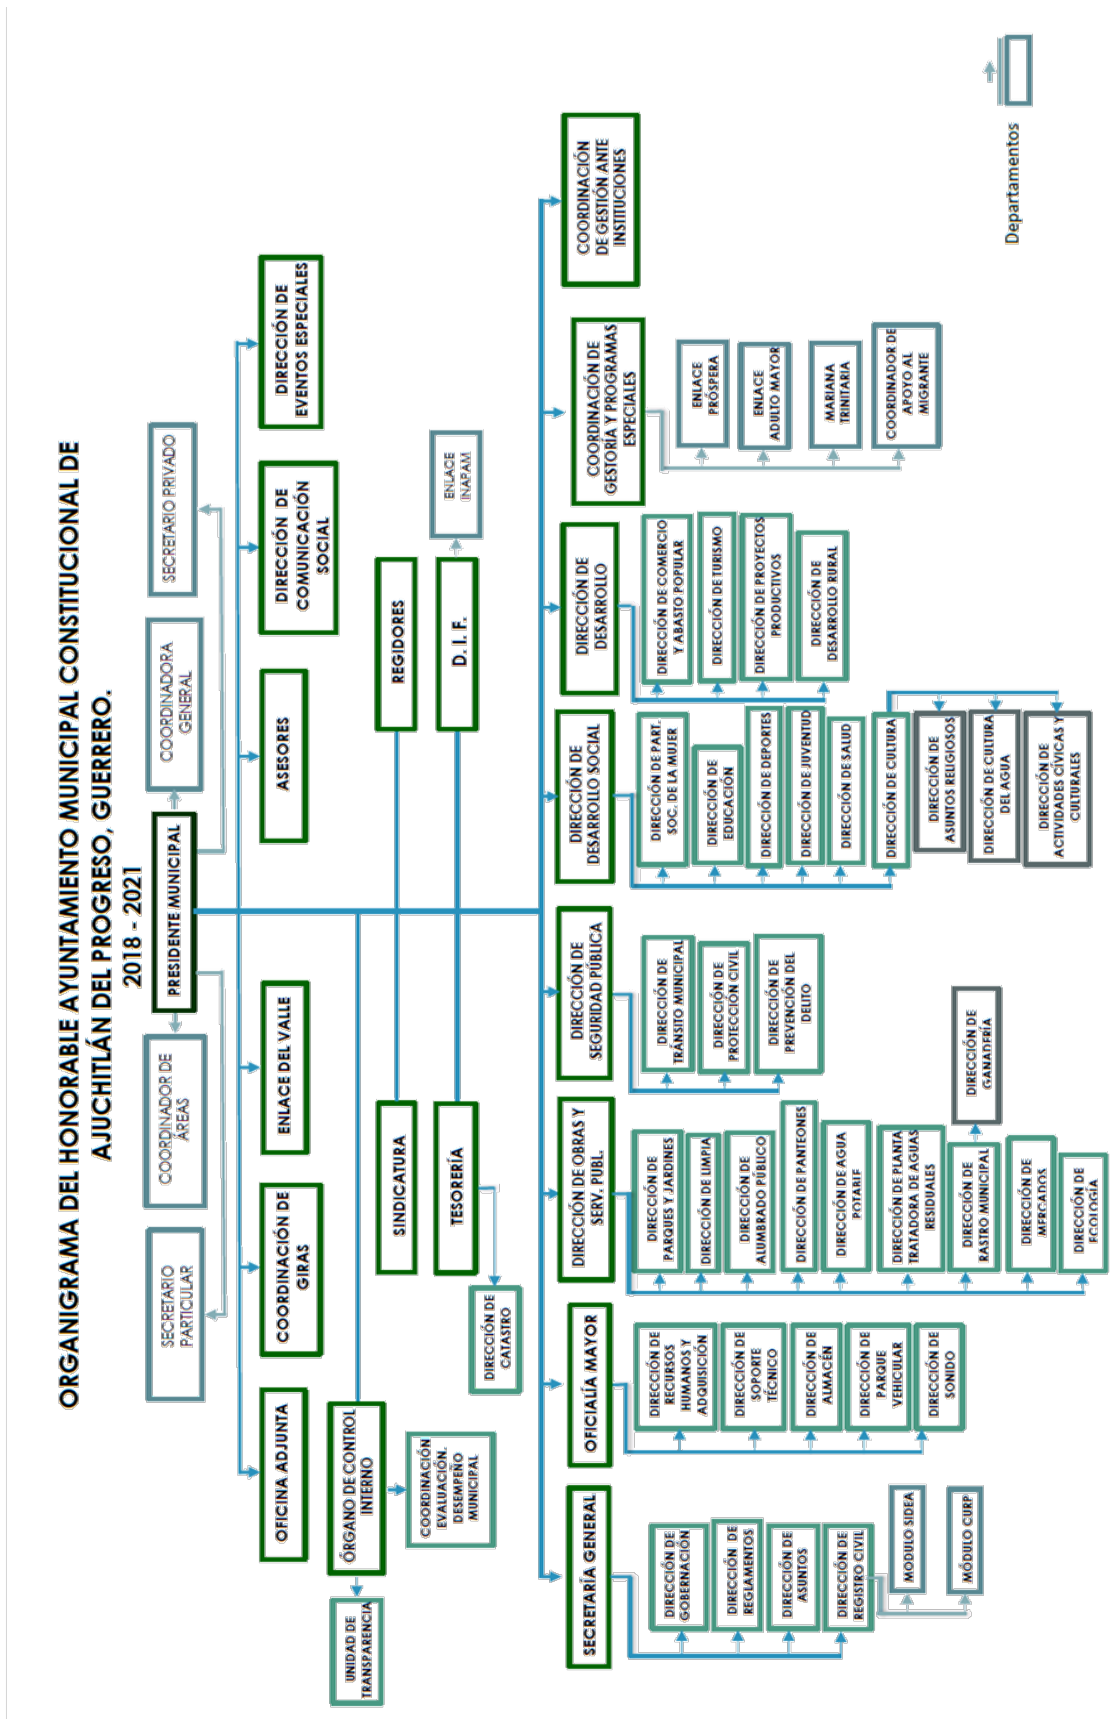 ORGANIGRAMA DEL HONORABLE AYUNTAMIENTO MUNICIPAL CONSTITUCIONAL DE
AJUCHITLÁN DEL PROGRESO, GUERRERO.
2018 - 2021
SECRETARIO
PARTICULAR
COORDINADOR DE
ÁREAS
PRESIDENTE MUNICIPAL
COORDINADORA
GENERAL
SECRETARIO PRIVADO
OFICINA ADJUNTA
COORDINACIÓN DE
GIRAS
ENLACE DEL VALLE
ASESORES
DIRECCIÓN DE
COMUNICACIÓN
SOCIAL
DIRECCIÓN DE
EVENTOS ESPECIALES
ÓRGANO DE CONTROL
INTERNO
UNIDAD DE
TRANSPARENCIA
COORDINACIÓN
EVALUACIÓN.
DESEMPEÑO
MUNICIPAL
SINDICATURA
REGIDORES
TESORERÍA
D. I. F.
ENLACE
INAPAM
DIRECCIÓN DE
CATASTRO
SECRETARÍA GENERAL
DIRECCIÓN DE
GOBERNACIÓN
DIRECCIÓN DE
REGLAMENTOS
DIRECCIÓN DE
ASUNTOS
DIRECCIÓN DE
REGISTRO CIVIL
MODULO SIDEA
MÓDULO CURP
OFICIALÍA MAYOR
DIRECCIÓN DE
RECURSOS
HUMANOS Y
ADQUISICIÓN
DIRECCIÓN DE
SOPORTE
TÉCNICO
DIRECCIÓN DE
ALMACÉN
DIRECCIÓN DE
PARQUE
VEHICULAR
DIRECCIÓN DE
SONIDO
DIRECCIÓN DE OBRAS Y
SERV. PUBL.
DIRECCIÓN DE
PARQUES Y JARDINES
DIRECCIÓN DE LIMPIA
DIRECCIÓN DE
ALUMBRADO PÚBLICO
DIRECCIÓN DE PANTEONES
DIRECCIÓN DE AGUA
DIRECCIÓN DE PLANTA
TRATADORA DE AGUAS
RESIDUALES
DIRECCIÓN DE
RASTRO MUNICIPAL
DIRECCIÓN DE
GANADERÍA
DIRECCIÓN DE
MERCADOS
DIRECCIÓN DE
ECOLOGÍA
DIRECCIÓN DE
SEGURIDAD PÚBLICA
DIRECCIÓN DE
TRÁNSITO MUNICIPAL
DIRECCIÓN DE
PROTECCIÓN CIVIL
DIRECCIÓN DE
PREVENCIÓN DEL
DELITO
DIRECCIÓN DE
DESARROLLO SOCIAL
DIRECCIÓN DE PART.
SOC. DE LA MUJER
DIRECCIÓN DE
EDUCACIÓN
DIRECCIÓN DE DEPORTES
DIRECCIÓN DE JUVENTUD
DIRECCIÓN DE SALUD
DIRECCIÓN DE CULTURA
DIRECCIÓN DE
ASUNTOS RELIGIOSOS
DIRECCIÓN DE CULTURA
DEL AGUA
DIRECCIÓN DE
ACTIVIDADES CÍVICAS Y
CULTURALES
DIRECCIÓN DE
DESARROLLO
DIRECCIÓN DE COMERCIO
Y ABASTO POPULAR
DIRECCIÓN DE TURISMO
DIRECCIÓN DE PROYECTOS
PRODUCTIVOS
DIRECCIÓN DE
DESARROLLO RURAL
COORDINACIÓN DE
GESTORÍA Y PROGRAMAS
ESPECIALES
ENLACE
PRÓSPERA
ENLACE
ADULTO MAYOR
MARIANA
TRINITARIA
COORDINADOR DE
APOYO AL
MIGRANTE
COORDINACIÓN
DE GESTIÓN ANTE
INSTITUCIONES
Departamentos